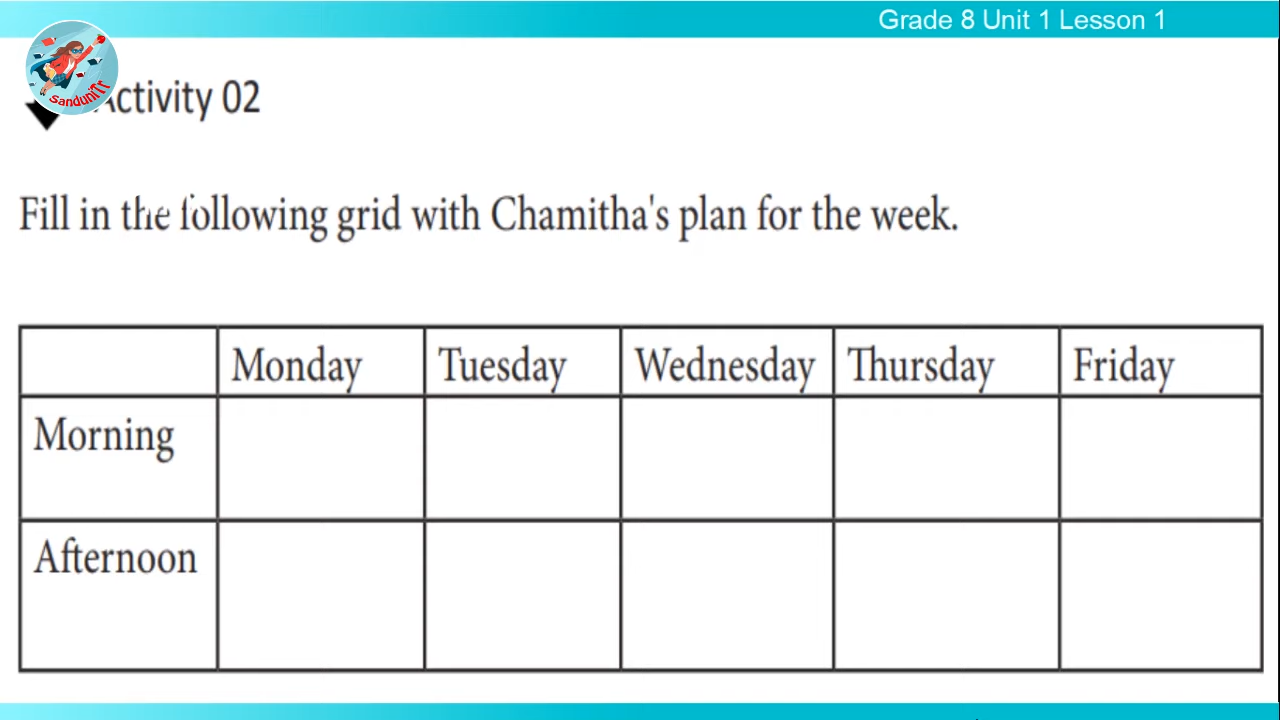 Grade 8 Unit 1 Lesson 1
SanduniTr
Activity 02
Fill in the following grid with Chamitha's plan for the week.
Monday Tuesday Wednesday Thursday Friday
Morning
Afternoon